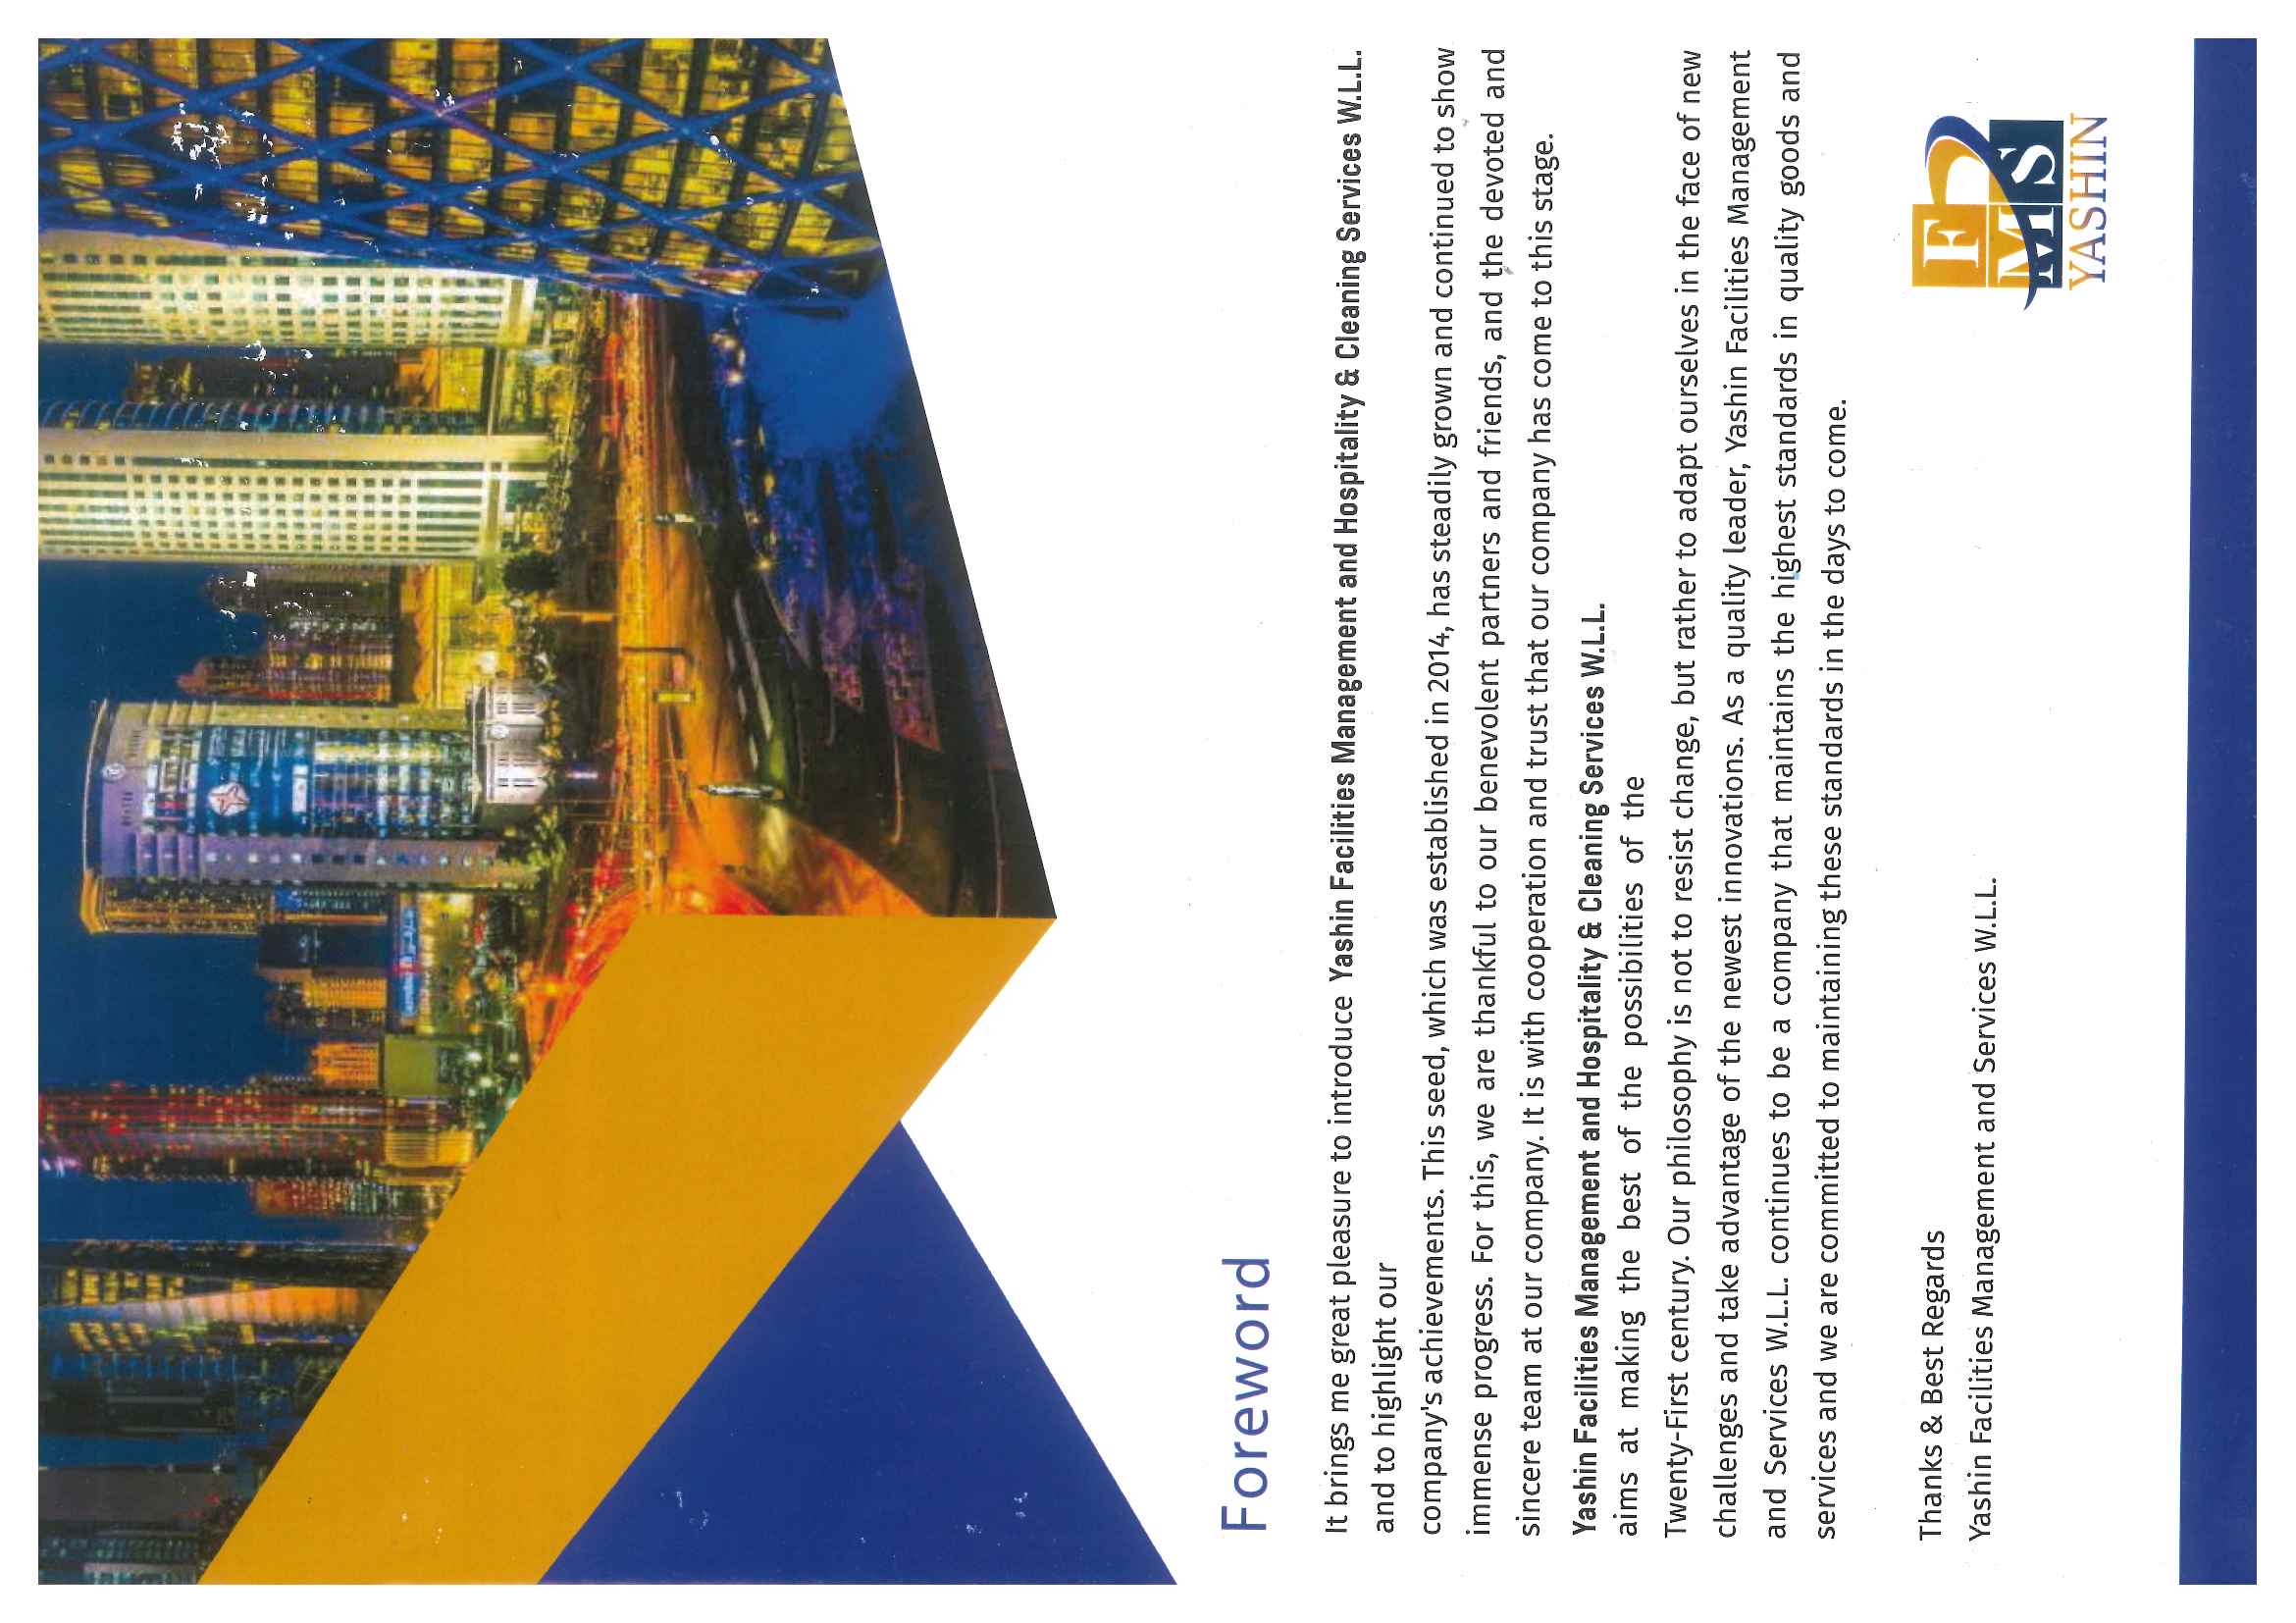 Foreword
It brings me great pleasure to introduce Yashin Facilities Management and Hospitality & Cleaning Services W.L.L.
and to highlight our
company's achievements. This seed, which was established in 2014, has steadily grown and continued to show
immense progress. For this, we are thankful to our benevolent partners and friends, and the devoted and
sincere team at our company. It is with cooperation and trust that our company has come to this stage.
Yashin Facilities Management and Hospitality & Cleaning Services W.L.L.
aims at making the best of the possibilities of the
Twenty-First century. Our philosophy is not to resist change, but rather to adapt ourselves in the face of new
challenges and take advantage of the newest innovations. As a quality leader, Yashin Facilities Management
and Services W.L.L. continues to be a company that maintains the highest standards in quality goods and
services and we are committed to maintaining these standards in the days to come.
Thanks & Best Regards
Yashin Facilities Management and Services W.L.L.
F
MS
YASHIN